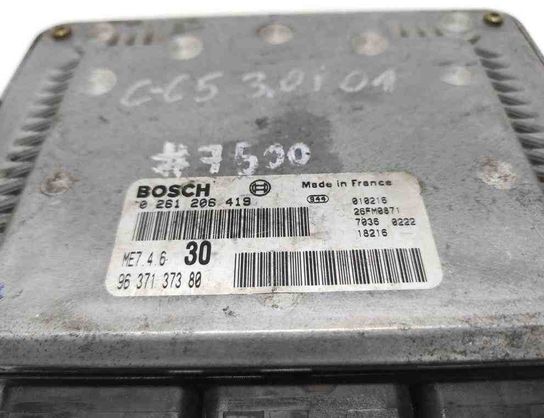 C-C5 3.0i 01
#7500
BOSCH Made in France
0 261 206 419 S44 010216
26FM0871
7036 0222
18216
ME7.4.6 30
96 371 373 80